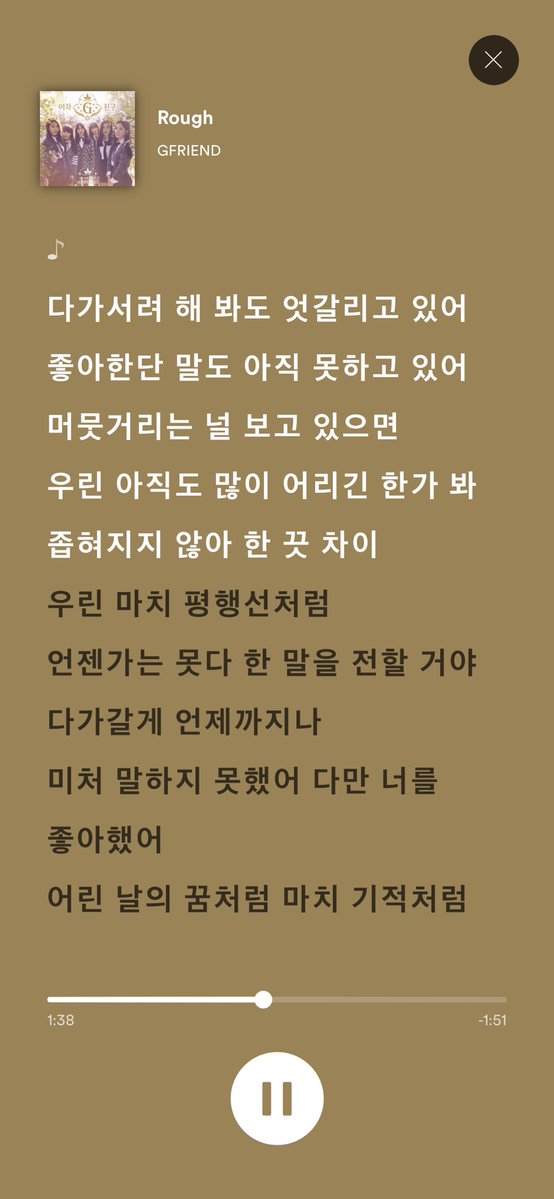 여자 G 친구
Rough
GFRIEND
♪
다가서려 해 봐도 엇갈리고 있어
좋아한단 말도 아직 못하고 있어
머뭇거리는 널 보고 있으면
우린 아직도 많이 어리긴 한가 봐
좁혀지지 않아 한 끗 차이
우린 마치 평행선처럼
언젠가는 못다 한 말을 전할 거야
다가갈게 언제까지나
미처 말하지 못했어 다만 너를
좋아했어
어린 날의 꿈처럼 마치 기적처럼
1:38 -1:51